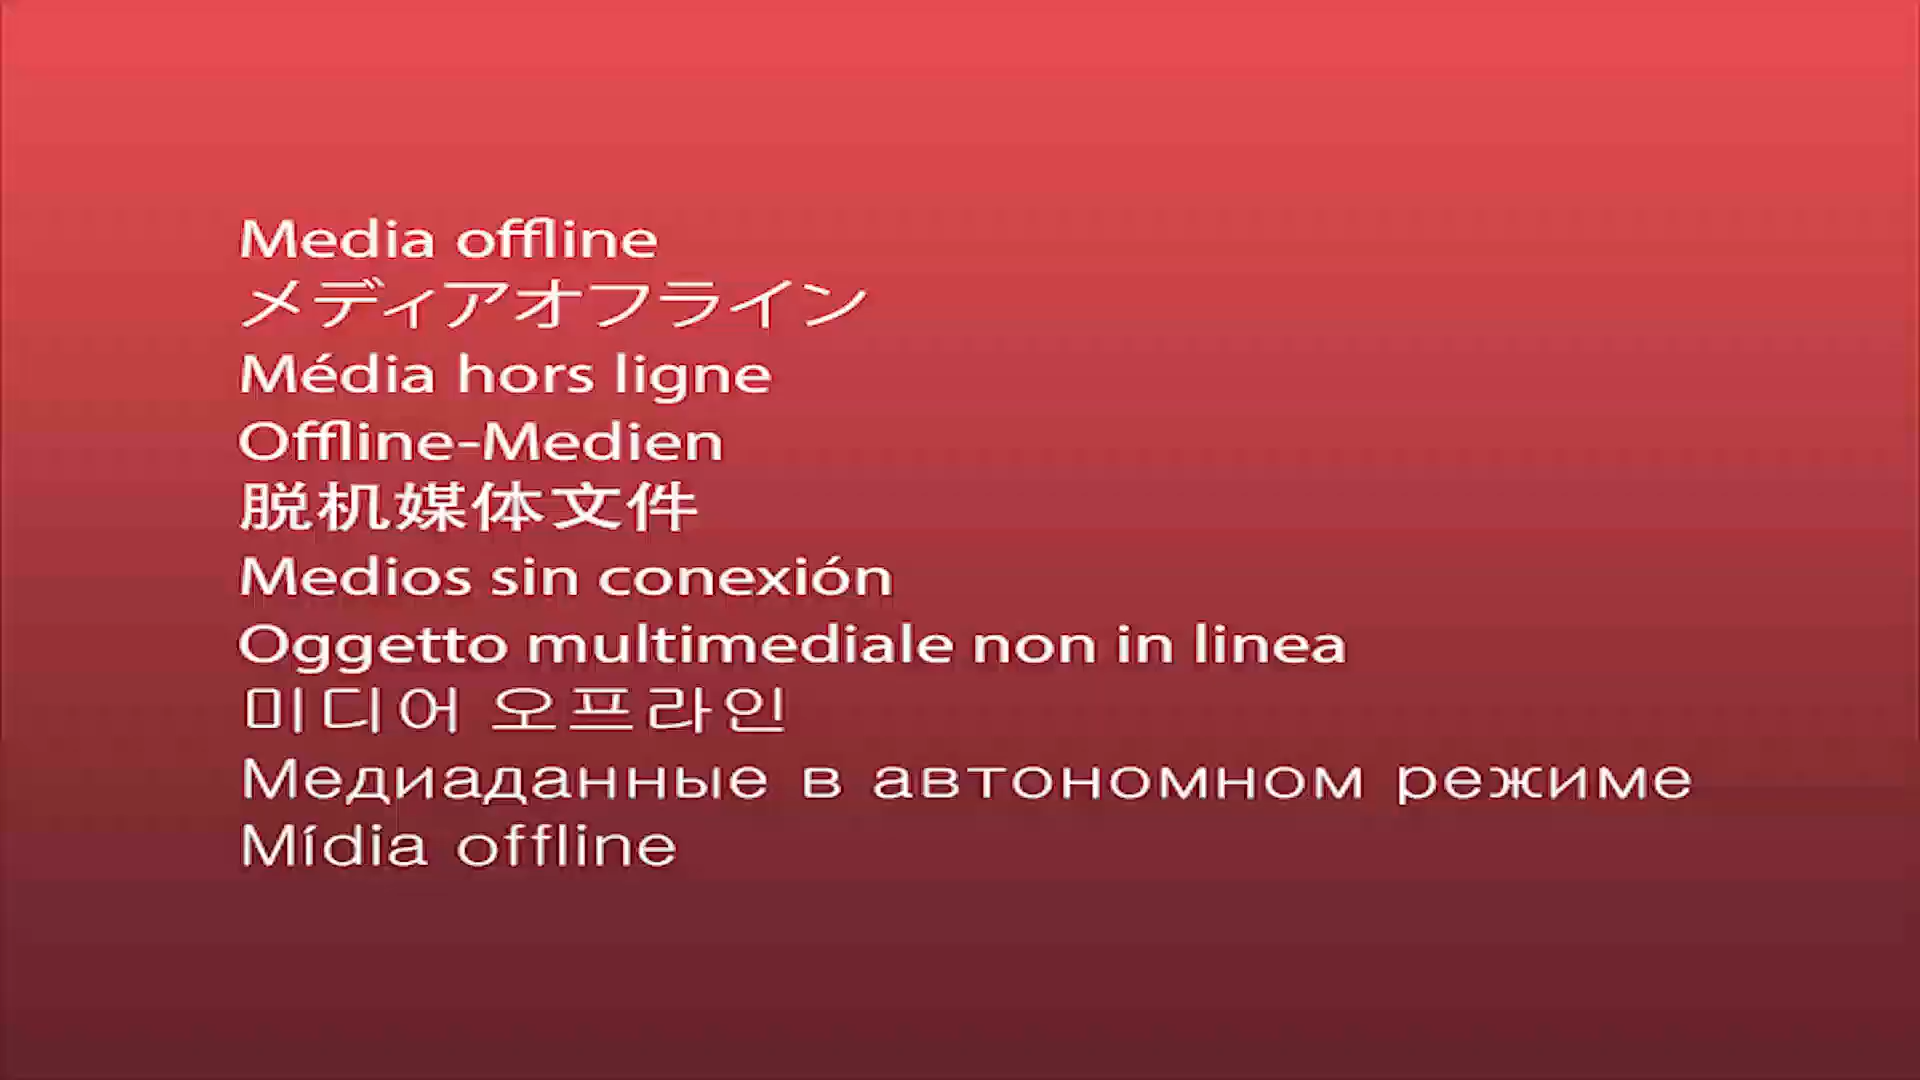 Media offline
メディアオフライン
Média hors ligne
Offline-Medien
脱机媒体文件
Medios sin conexión
Oggetto multimediale non in linea
미디어 오프라인
Медиаданные в автономном режиме
Mídia offline